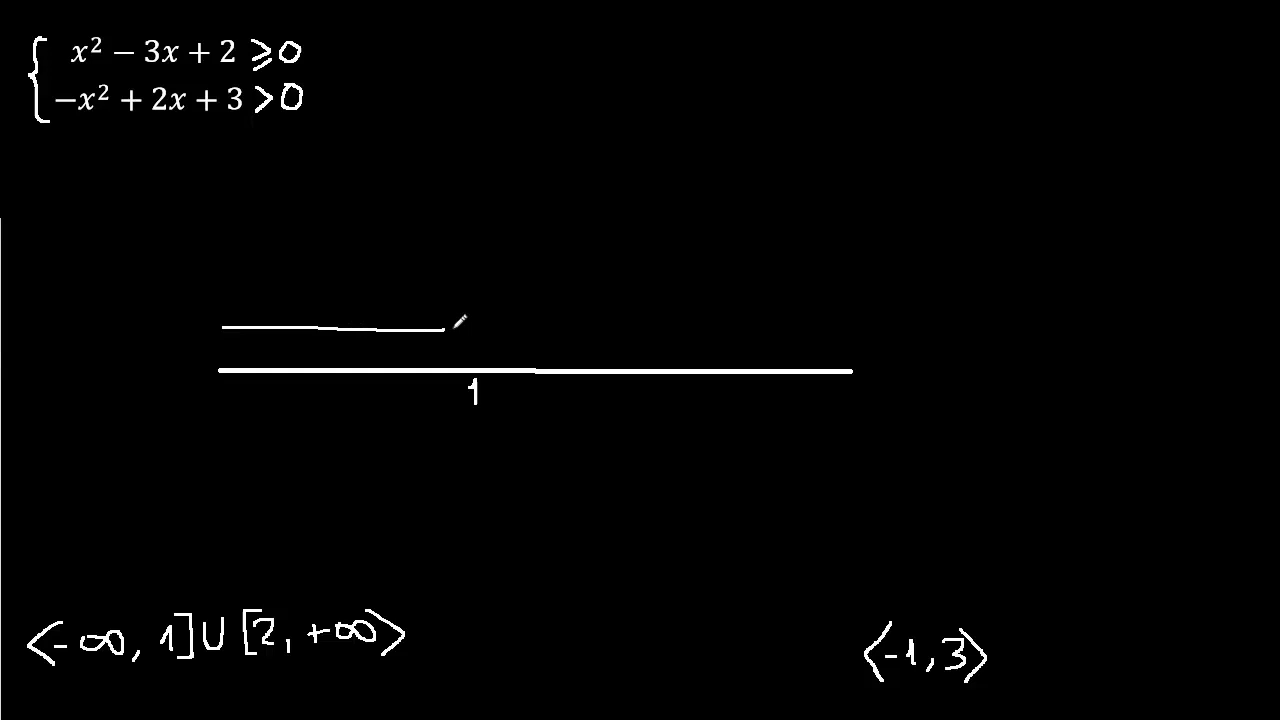 x² − 3x + 2 ⩾ 0
−x² + 2x + 3 > 0
1
<-∞, 1] ∪ [2, +∞>
<-1, 3>